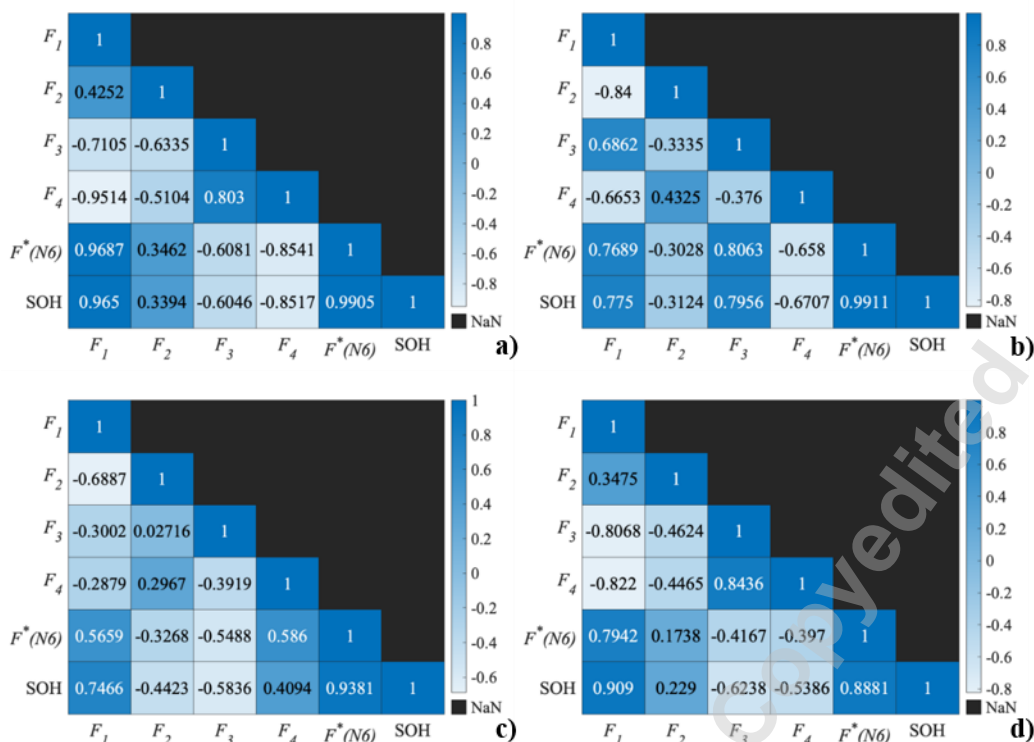 F1 1 0.8
F2 0.4252 1 0.6
0.4
F3 -0.7105 -0.6335 1 0.2
0
F4 -0.9514 -0.5104 0.803 1 -0.2
-0.4
F*(N6) 0.9687 0.3462 -0.6081 -0.8541 1 -0.6
SOH 0.965 0.3394 -0.6046 -0.8517 0.9905 1 -0.8
NaN
F1 F2 F3 F4 F*(N6) SOH a)
F1 1 0.8
F2 -0.84 1 0.6
0.4
F3 0.6862 -0.3335 1 0.2
0
F4 -0.6653 0.4325 -0.376 1 -0.2
F*(N6) 0.7689 -0.3028 0.8063 -0.658 1 -0.4
-0.6
SOH 0.775 -0.3124 0.7956 -0.6707 0.9911 1 -0.8
NaN
F1 F2 F3 F4 F*(N6) SOH b)
1
F1 1 0.8
F2 -0.6887 1 0.6
0.4
F3 -0.3002 0.02716 1 0.2
F4 -0.2879 0.2967 -0.3919 1 0
-0.2
F*(N6) 0.5659 -0.3268 -0.5488 0.586 1 -0.4
SOH 0.7466 -0.4423 -0.5836 0.4094 0.9381 1 -0.6
NaN
F1 F2 F3 F4 F*(N6) SOH c)
F1 1 0.8
F2 0.3475 1 0.6
0.4
F3 -0.8068 -0.4624 1 0.2
0
F4 -0.822 -0.4465 0.8436 1 -0.2
F*(N6) 0.7942 0.1738 -0.4167 -0.397 1 -0.4
-0.6
SOH 0.909 0.229 -0.6238 -0.5386 0.8881 1 -0.8
NaN
F1 F2 F3 F4 F*(N6) SOH d)
Copyedited